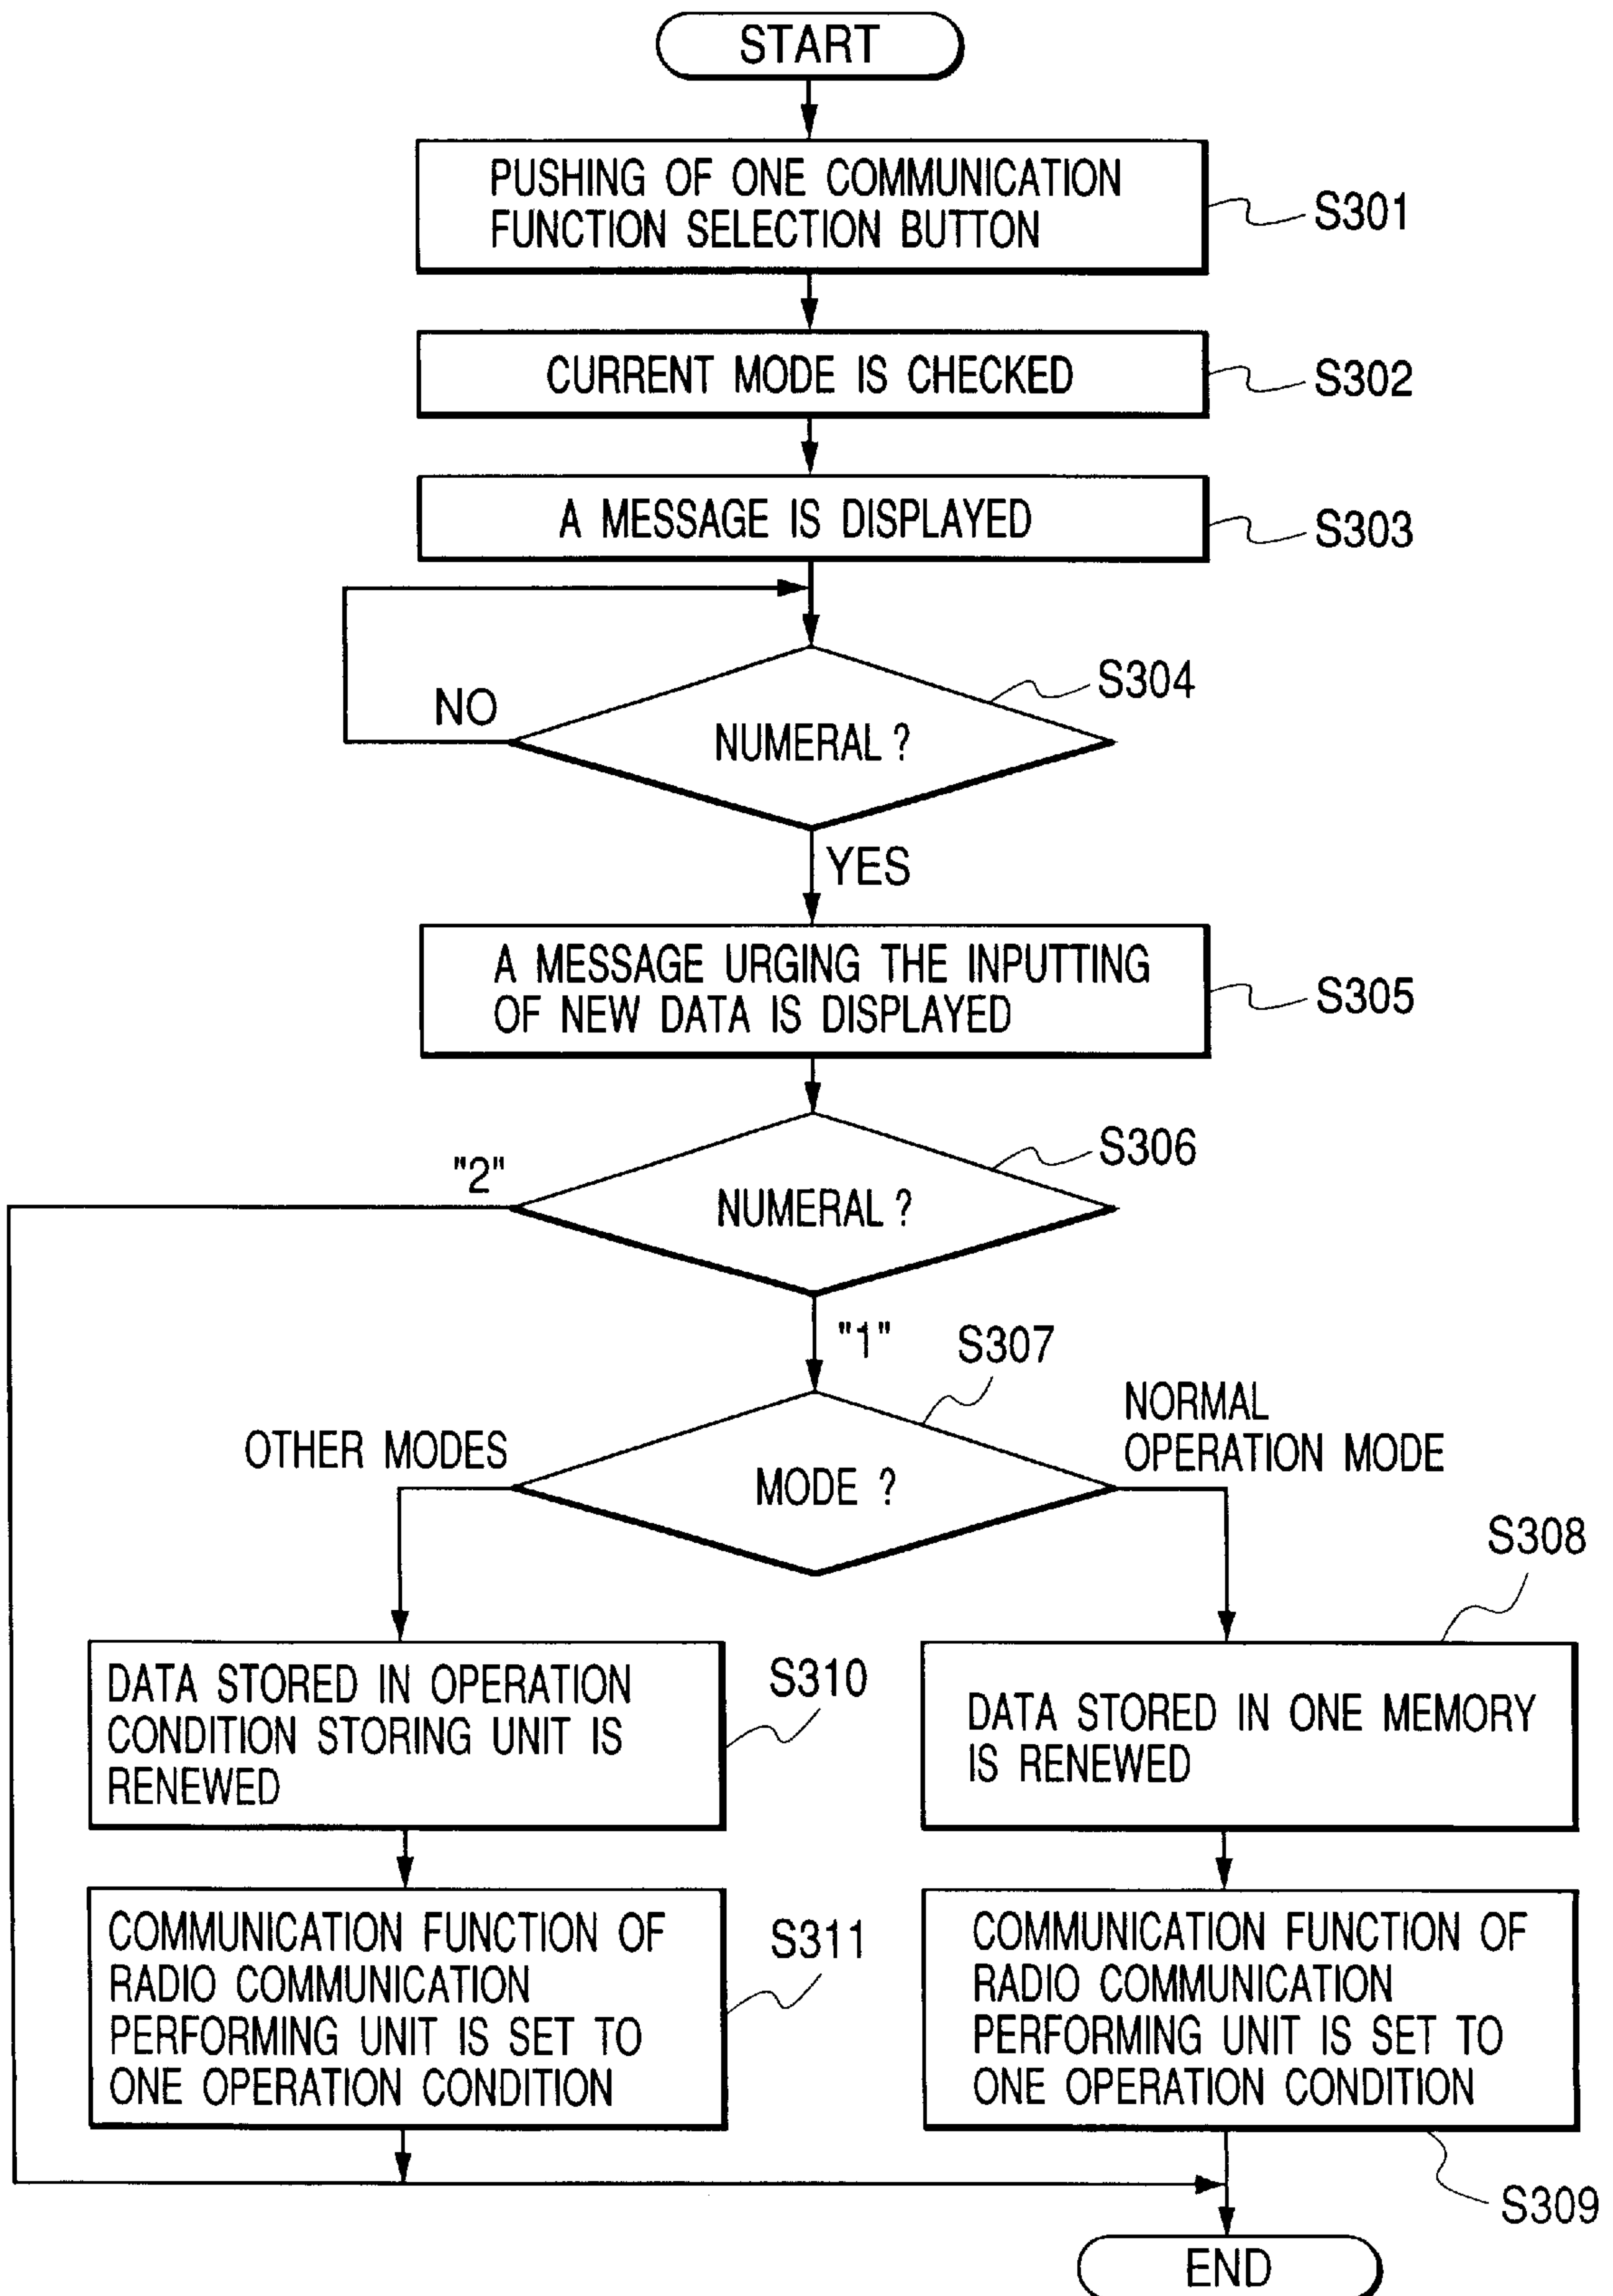 START
PUSHING OF ONE COMMUNICATION
FUNCTION SELECTION BUTTON
S301
CURRENT MODE IS CHECKED
S302
A MESSAGE IS DISPLAYED
S303
S304
NO
NUMERAL ?
YES
A MESSAGE URGING THE INPUTTING
OF NEW DATA IS DISPLAYED
S305
S306
"2"
NUMERAL ?
"1"
S307
NORMAL
OPERATION MODE
OTHER MODES
MODE ?
S308
DATA STORED IN OPERATION
CONDITION STORING UNIT IS
RENEWED
S310
DATA STORED IN ONE MEMORY
IS RENEWED
COMMUNICATION FUNCTION OF
RADIO COMMUNICATION
PERFORMING UNIT IS SET TO
ONE OPERATION CONDITION
S311
COMMUNICATION FUNCTION OF
RADIO COMMUNICATION
PERFORMING UNIT IS SET TO
ONE OPERATION CONDITION
S309
END